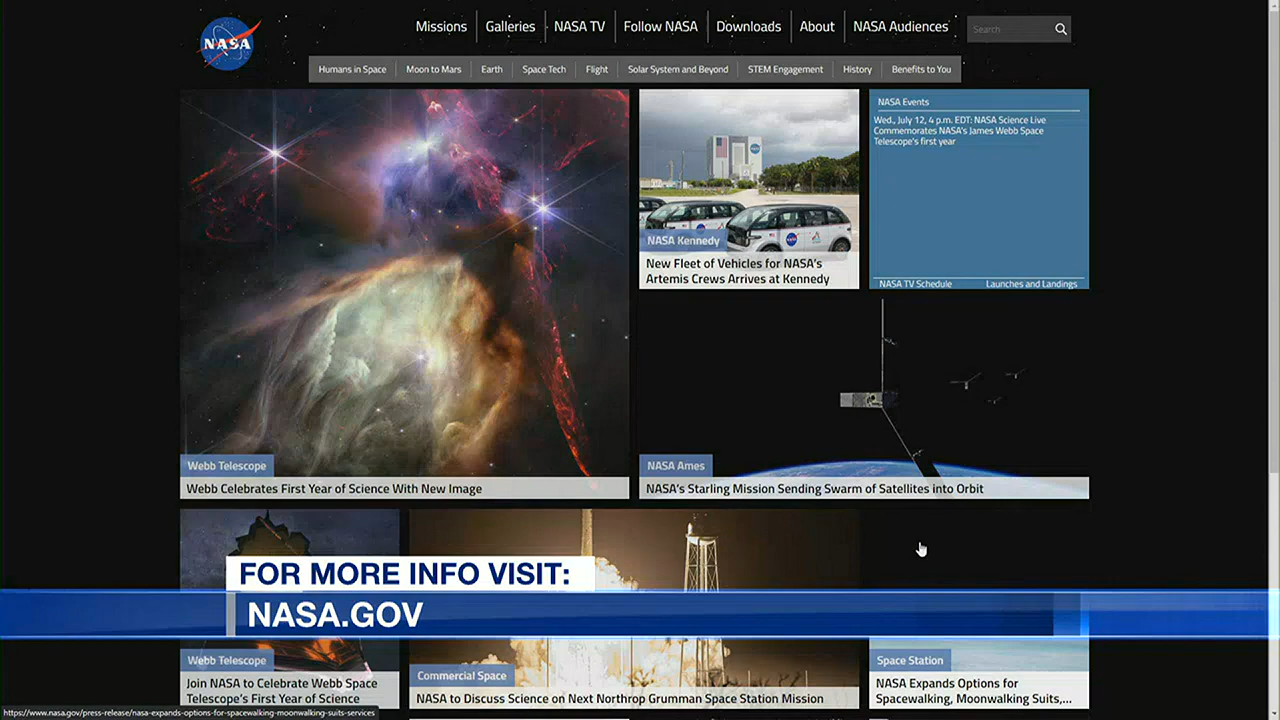 NASA
Missions
Galleries
NASA TV
Follow NASA
Downloads
About
NASA Audiences
Search
Humans in Space
Moon to Mars
Earth
Space Tech
Flight
Solar System and Beyond
STEM Engagement
History
Benefits to You
NASA Kennedy
New Fleet of Vehicles for NASA's
Artemis Crews Arrives at Kennedy
NASA Events
Wed., July 12, 4 p.m. EDT: NASA Science Live
Commemorates NASA's James Webb Space
Telescope's first year
NASA TV Schedule
Launches and Landings
Webb Telescope
Webb Celebrates First Year of Science With New Image
NASA Ames
NASA's Starling Mission Sending Swarm of Satellites into Orbit
FOR MORE INFO VISIT:
NASA.GOV
Webb Telescope
Join NASA to Celebrate Webb Space
Telescope's First Year of Science
Commercial Space
NASA to Discuss Science on Next Northrop Grumman Space Station Mission
Space Station
NASA Expands Options for
Spacewalking, Moonwalking Suits,...
https://www.nasa.gov/press-release/nasa-expands-options-for-spacewalking-moonwalking-suits-services